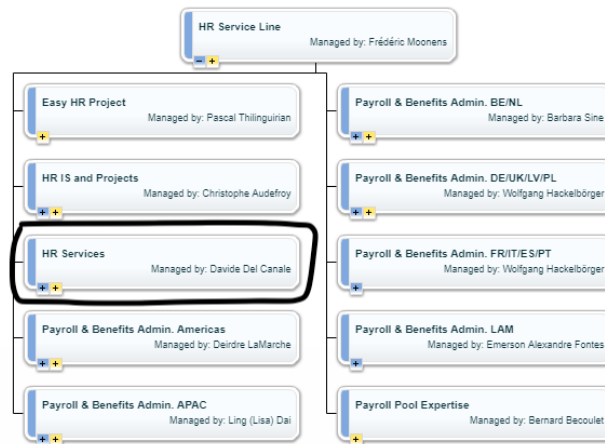 HR Service Line
Managed by: Frédéric Moonens
Easy HR Project
Managed by: Pascal Thilinguirian
HR IS and Projects
Managed by: Christophe Audefroy
HR Services
Managed by: Davide Del Canale
Payroll & Benefits Admin. Americas
Managed by: Deirdre LaMarche
Payroll & Benefits Admin. APAC
Managed by: Ling (Lisa) Dai
Payroll & Benefits Admin. BE/NL
Managed by: Barbara Sine
Payroll & Benefits Admin. DE/UK/LV/PL
Managed by: Wolfgang Hackelbörger
Payroll & Benefits Admin. FR/IT/ES/PT
Managed by: Wolfgang Hackelbörger
Payroll & Benefits Admin. LAM
Managed by: Emerson Alexandre Fontes
Payroll Pool Expertise
Managed by: Bernard Becoulet